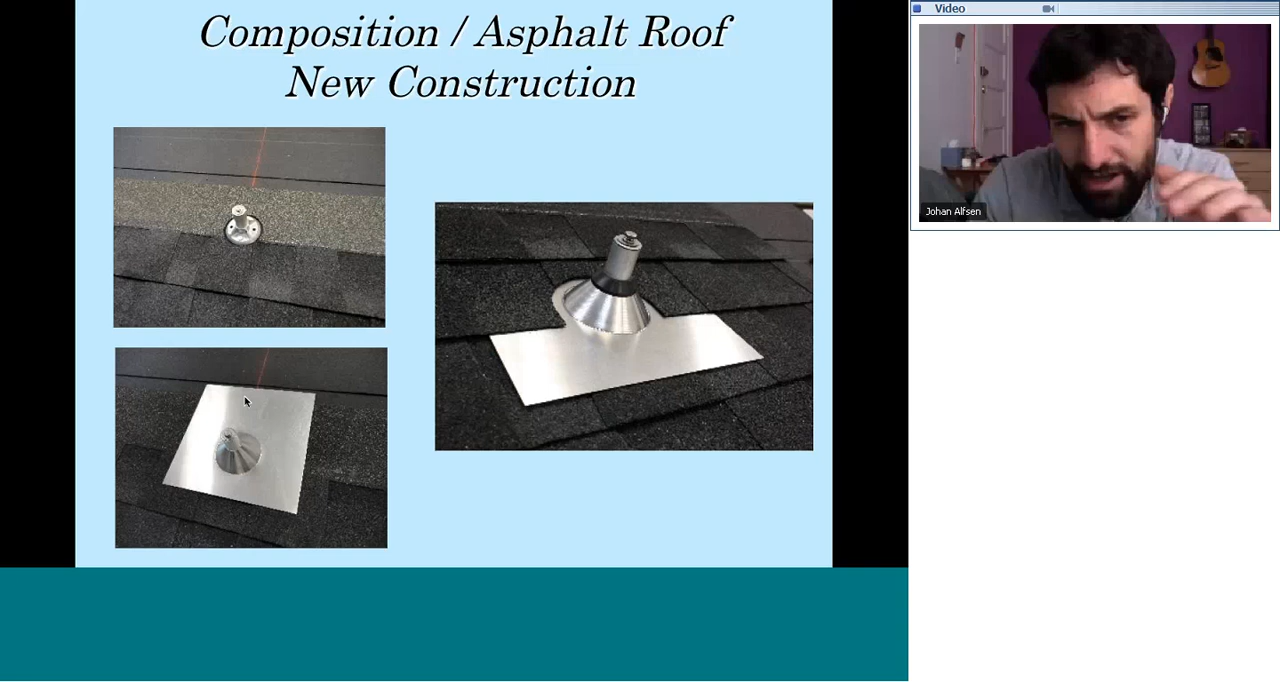 Composition / Asphalt Roof
New Construction
Video
Johan Alfsen